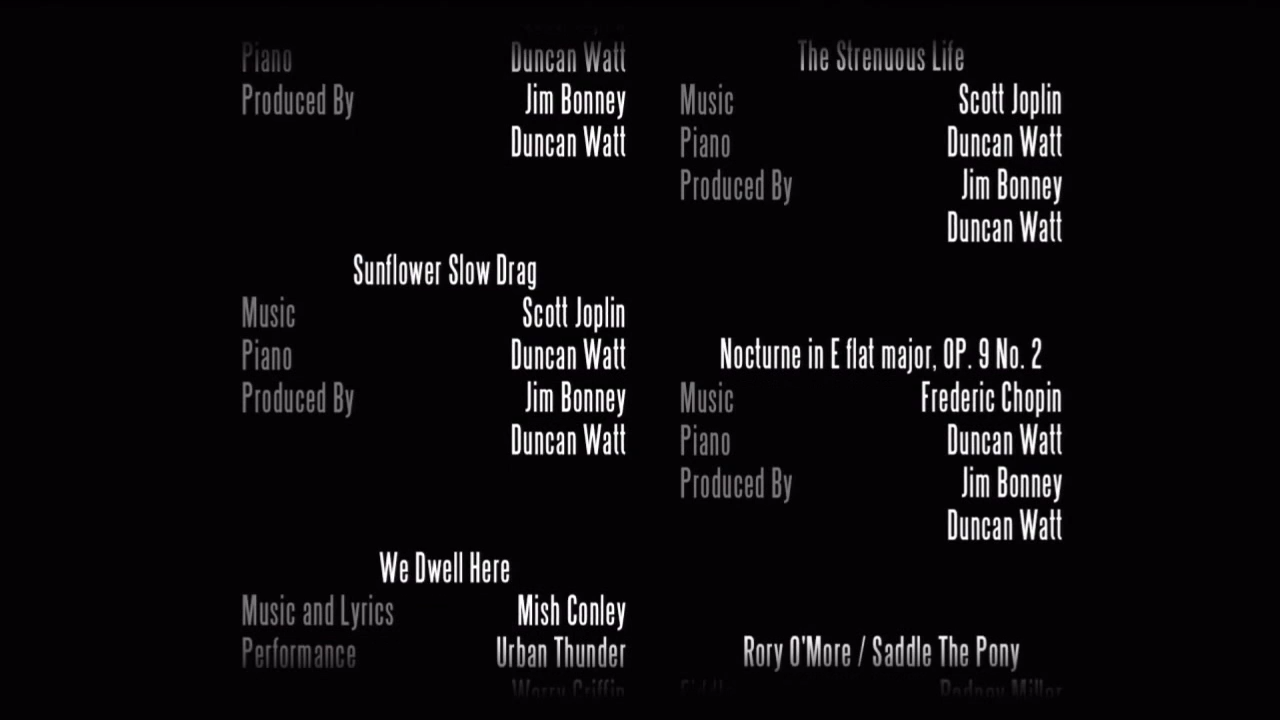 Piano Duncan Watt
Produced By Jim Bonney
Duncan Watt
Sunflower Slow Drag
Music Scott Joplin
Piano Duncan Watt
Produced By Jim Bonney
Duncan Watt
We Dwell Here
Music and Lyrics Mish Conley
Performance Urban Thunder
The Strenuous Life
Music Scott Joplin
Piano Duncan Watt
Produced By Jim Bonney
Duncan Watt
Nocturne in E flat major, OP. 9 No. 2
Music Frederic Chopin
Piano Duncan Watt
Produced By Jim Bonney
Duncan Watt
Rory O'More / Saddle The Pony
Rodney Miller